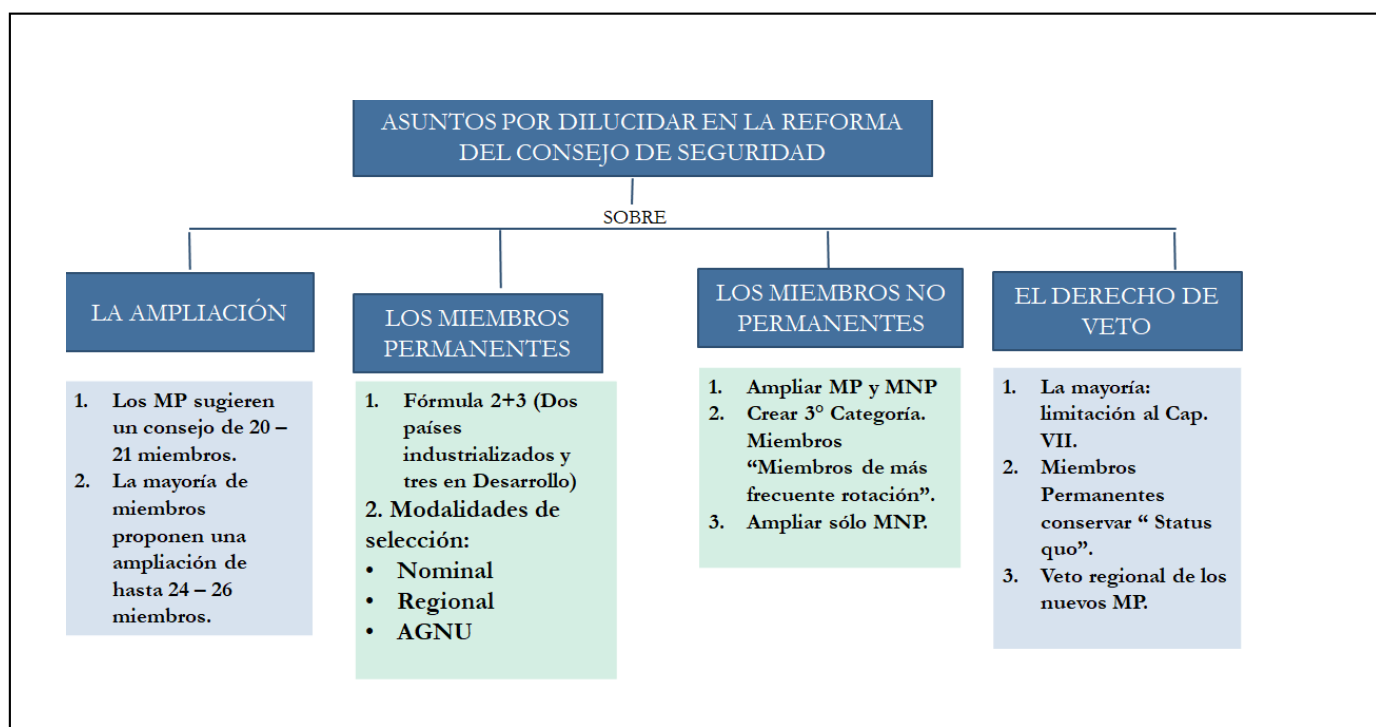 ASUNTOS POR DILUCIDAR EN LA REFORMA
DEL CONSEJO DE SEGURIDAD
SOBRE
LA AMPLIACIÓN
1. Los MP sugieren
un consejo de 20 –
21 miembros.
2. La mayoría de
miembros
proponen una
ampliación de
hasta 24 – 26
miembros.
LOS MIEMBROS
PERMANENTES
1. Fórmula 2+3 (Dos
países
industrializados y
tres en Desarrollo)
2. Modalidades de
selección:
• Nominal
• Regional
• AGNU
LOS MIEMBROS NO
PERMANENTES
1. Ampliar MP y MNP
2. Crear 3° Categoría.
Miembros
“Miembros de más
frecuente rotación”.
3. Ampliar sólo MNP.
EL DERECHO DE
VETO
1. La mayoría:
limitación al Cap.
VII.
2. Miembros
Permanentes
conservar “ Status
quo”.
3. Veto regional de los
nuevos MP.